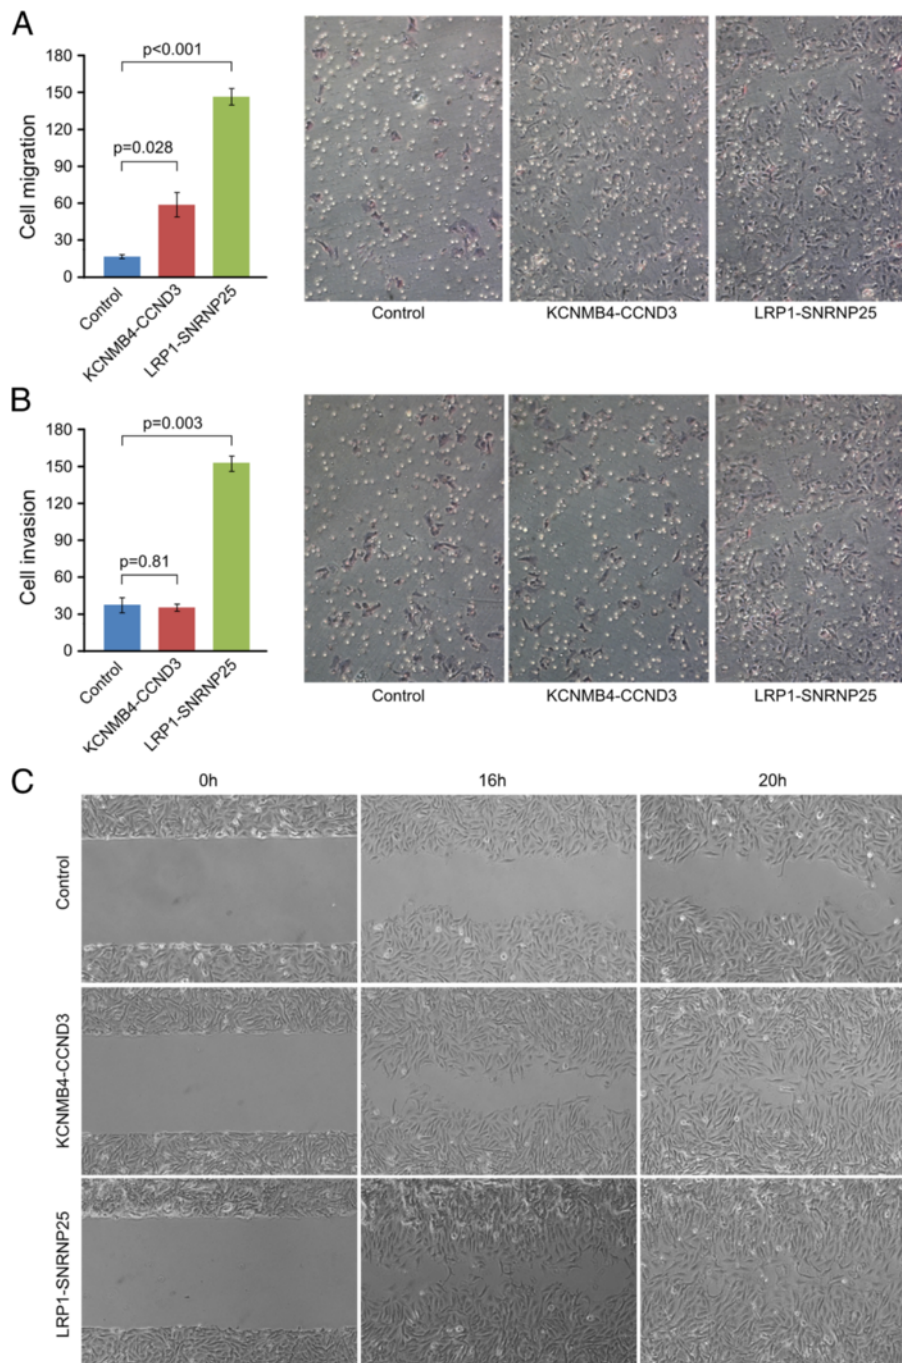 A
180
150
120
90
60
30
0
Cell migration
p<0.001
p=0.028
Control
KCNMB4-CCND3
LRP1-SNRNP25
Control
KCNMB4-CCND3
LRP1-SNRNP25
B
180
150
120
90
60
30
0
Cell invasion
p=0.003
p=0.81
Control
KCNMB4-CCND3
LRP1-SNRNP25
Control
KCNMB4-CCND3
LRP1-SNRNP25
C
0h
16h
20h
Control
KCNMB4-CCND3
LRP1-SNRNP25